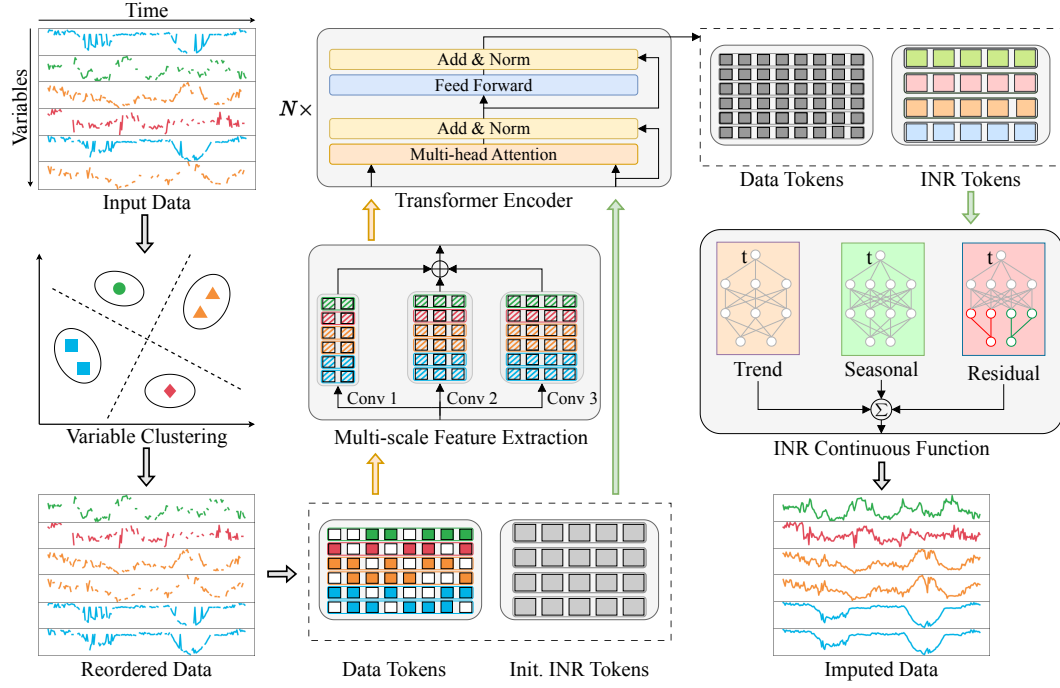 Time
Variables
Input Data
Variable Clustering
Reordered Data
N×
Add & Norm
Feed Forward
Add & Norm
Multi-head Attention
Transformer Encoder
Conv 1
Conv 2
Conv 3
Multi-scale Feature Extraction
Data Tokens
Init. INR Tokens
Data Tokens
INR Tokens
t
t
t
Trend
Seasonal
Residual
Σ
INR Continuous Function
Imputed Data